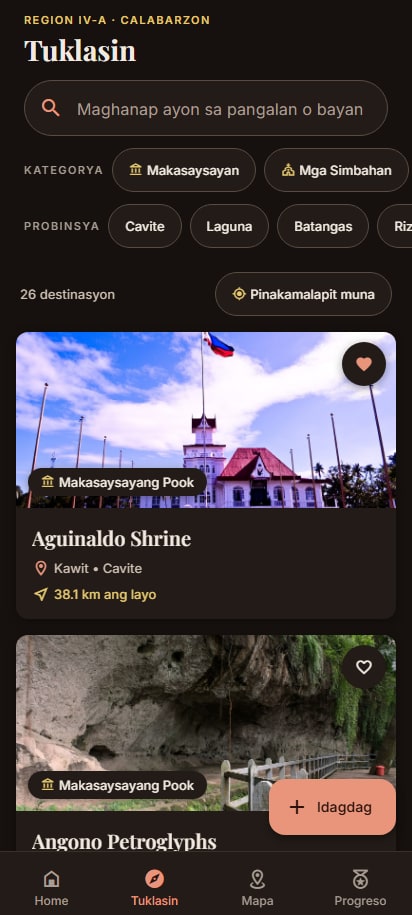 REGION IV-A • CALABARZON
Tuklasin
Maghanap ayon sa pangalan o bayan
KATEGORYA Makasaysayan Mga Simbahan
PROBINSYA Cavite Laguna Batangas Riz
26 destinasyon Pinakamalapit muna
Makasaysayang Pook
Aguinaldo Shrine
Kawit • Cavite
38.1 km ang layo
Makasaysayang Pook
Idagdag
Angono Petroglyphs
Home Tuklasin Mapa Progreso